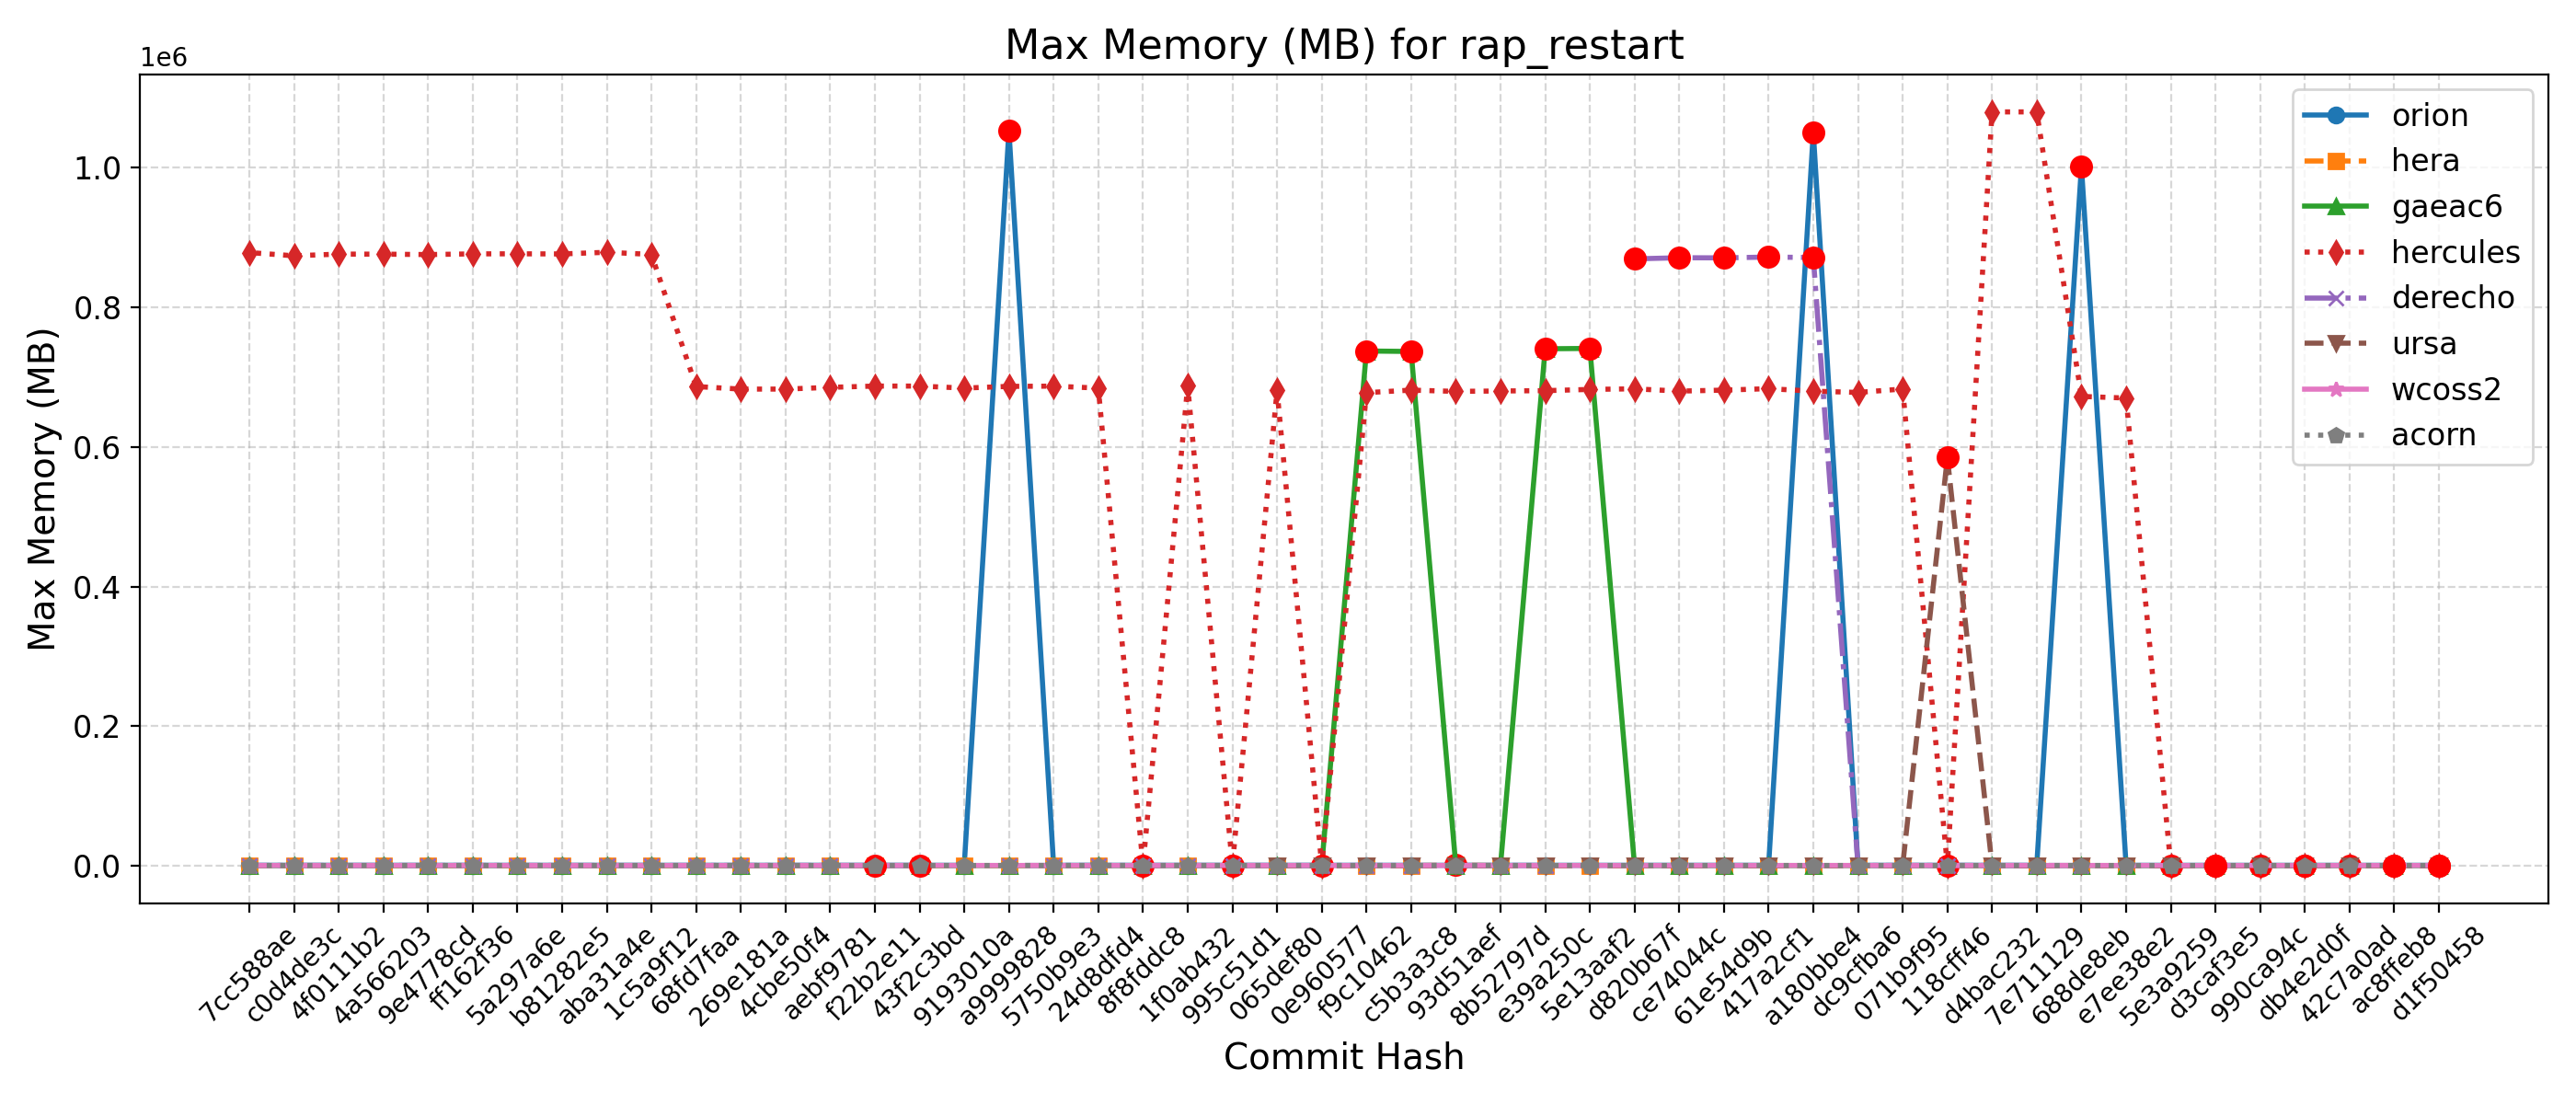 Max Memory (MB) for rap_restart
1e6
1.0
0.8
0.6
0.4
0.2
0.0
Max Memory (MB)
orion
hera
gaeac6
hercules
derecho
ursa
wcoss2
acorn
7cc588ae
c0d4de3c
4f0111b2
4a566203
9e4778cd
ff162f36
5a297a6e
b81282e5
aba31a4e
1c5a9f12
68fd7faa
269e181a
4cbe50f4
aebf9781
f22b2e11
43f2c3bd
9193010a
a9999828
5750b9e3
24d8dfd4
8f8fddc8
1f0ab432
995c51d1
065def80
0e960577
f9c10462
c5b3a3c8
93d51aef
8b52797d
e39a250c
5e13aaf2
d820b67f
ce74044c
61e54d9b
417a2cf1
a180bbe4
dc9cfba6
071b9f95
118cff46
d4bac232
7e711129
688de8eb
e7ee38e2
5e3a9259
d3caf3e5
990ca94c
db4e2d0f
42c7a0ad
ac8ffeb8
d1f50458
Commit Hash